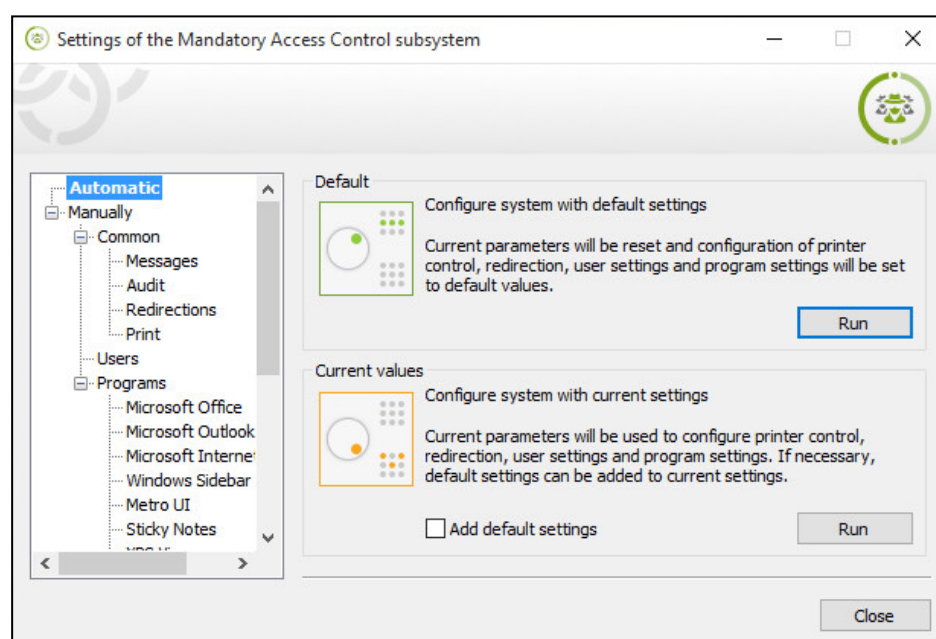 Settings of the Mandatory Access Control subsystem
Automatic
Manually
Common
Messages
Audit
Redirections
Print
Users
Programs
Microsoft Office
Microsoft Outlook
Microsoft Interne
Windows Sidebar
Metro UI
Sticky Notes
Default
Configure system with default settings
Current parameters will be reset and configuration of printer
control, redirection, user settings and program settings will be set
to default values.
Run
Current values
Configure system with current settings
Current parameters will be used to configure printer control,
redirection, user settings and program settings. If necessary,
default settings can be added to current settings.
Add default settings
Run
Close